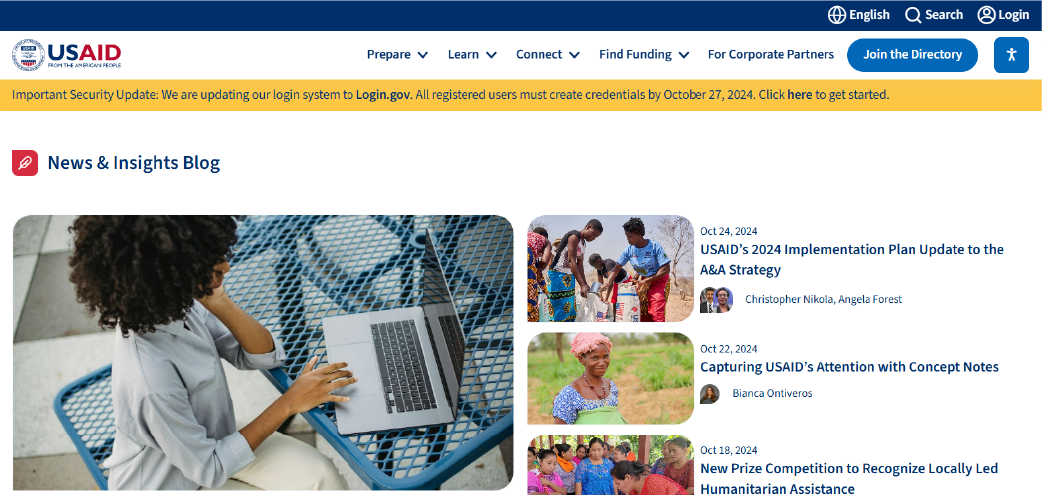 English Search Login
USAID
FROM THE AMERICAN PEOPLE
Prepare Learn Connect Find Funding For Corporate Partners Join the Directory
Important Security Update: We are updating our login system to Login.gov. All registered users must create credentials by October 27, 2024. Click here to get started.
News & Insights Blog
Oct 24, 2024
USAID’s 2024 Implementation Plan Update to the
A&A Strategy
Christopher Nikola, Angela Forest
Oct 22, 2024
Capturing USAID’s Attention with Concept Notes
Bianca Ontiveros
Oct 18, 2024
New Prize Competition to Recognize Locally Led
Humanitarian Assistance